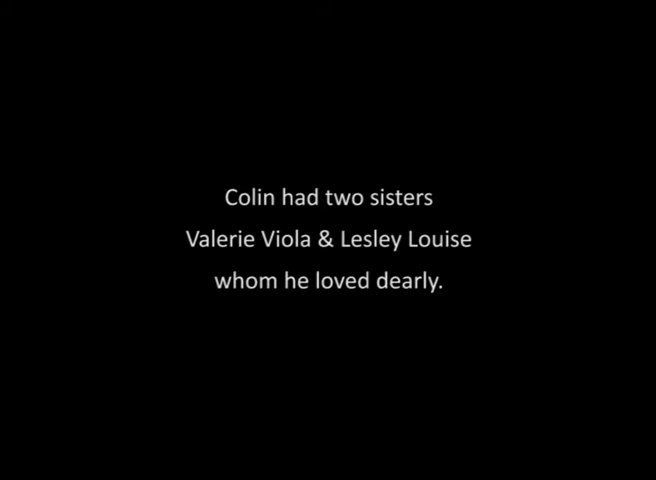 Colin had two sisters
Valerie Viola & Lesley Louise
whom he loved dearly.